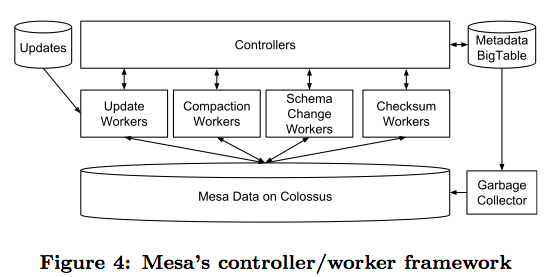 Updates
Controllers
Metadata
BigTable
Update
Workers
Compaction
Workers
Schema
Change
Workers
Checksum
Workers
Mesa Data on Colossus
Garbage
Collector
Figure 4: Mesa's controller/worker framework